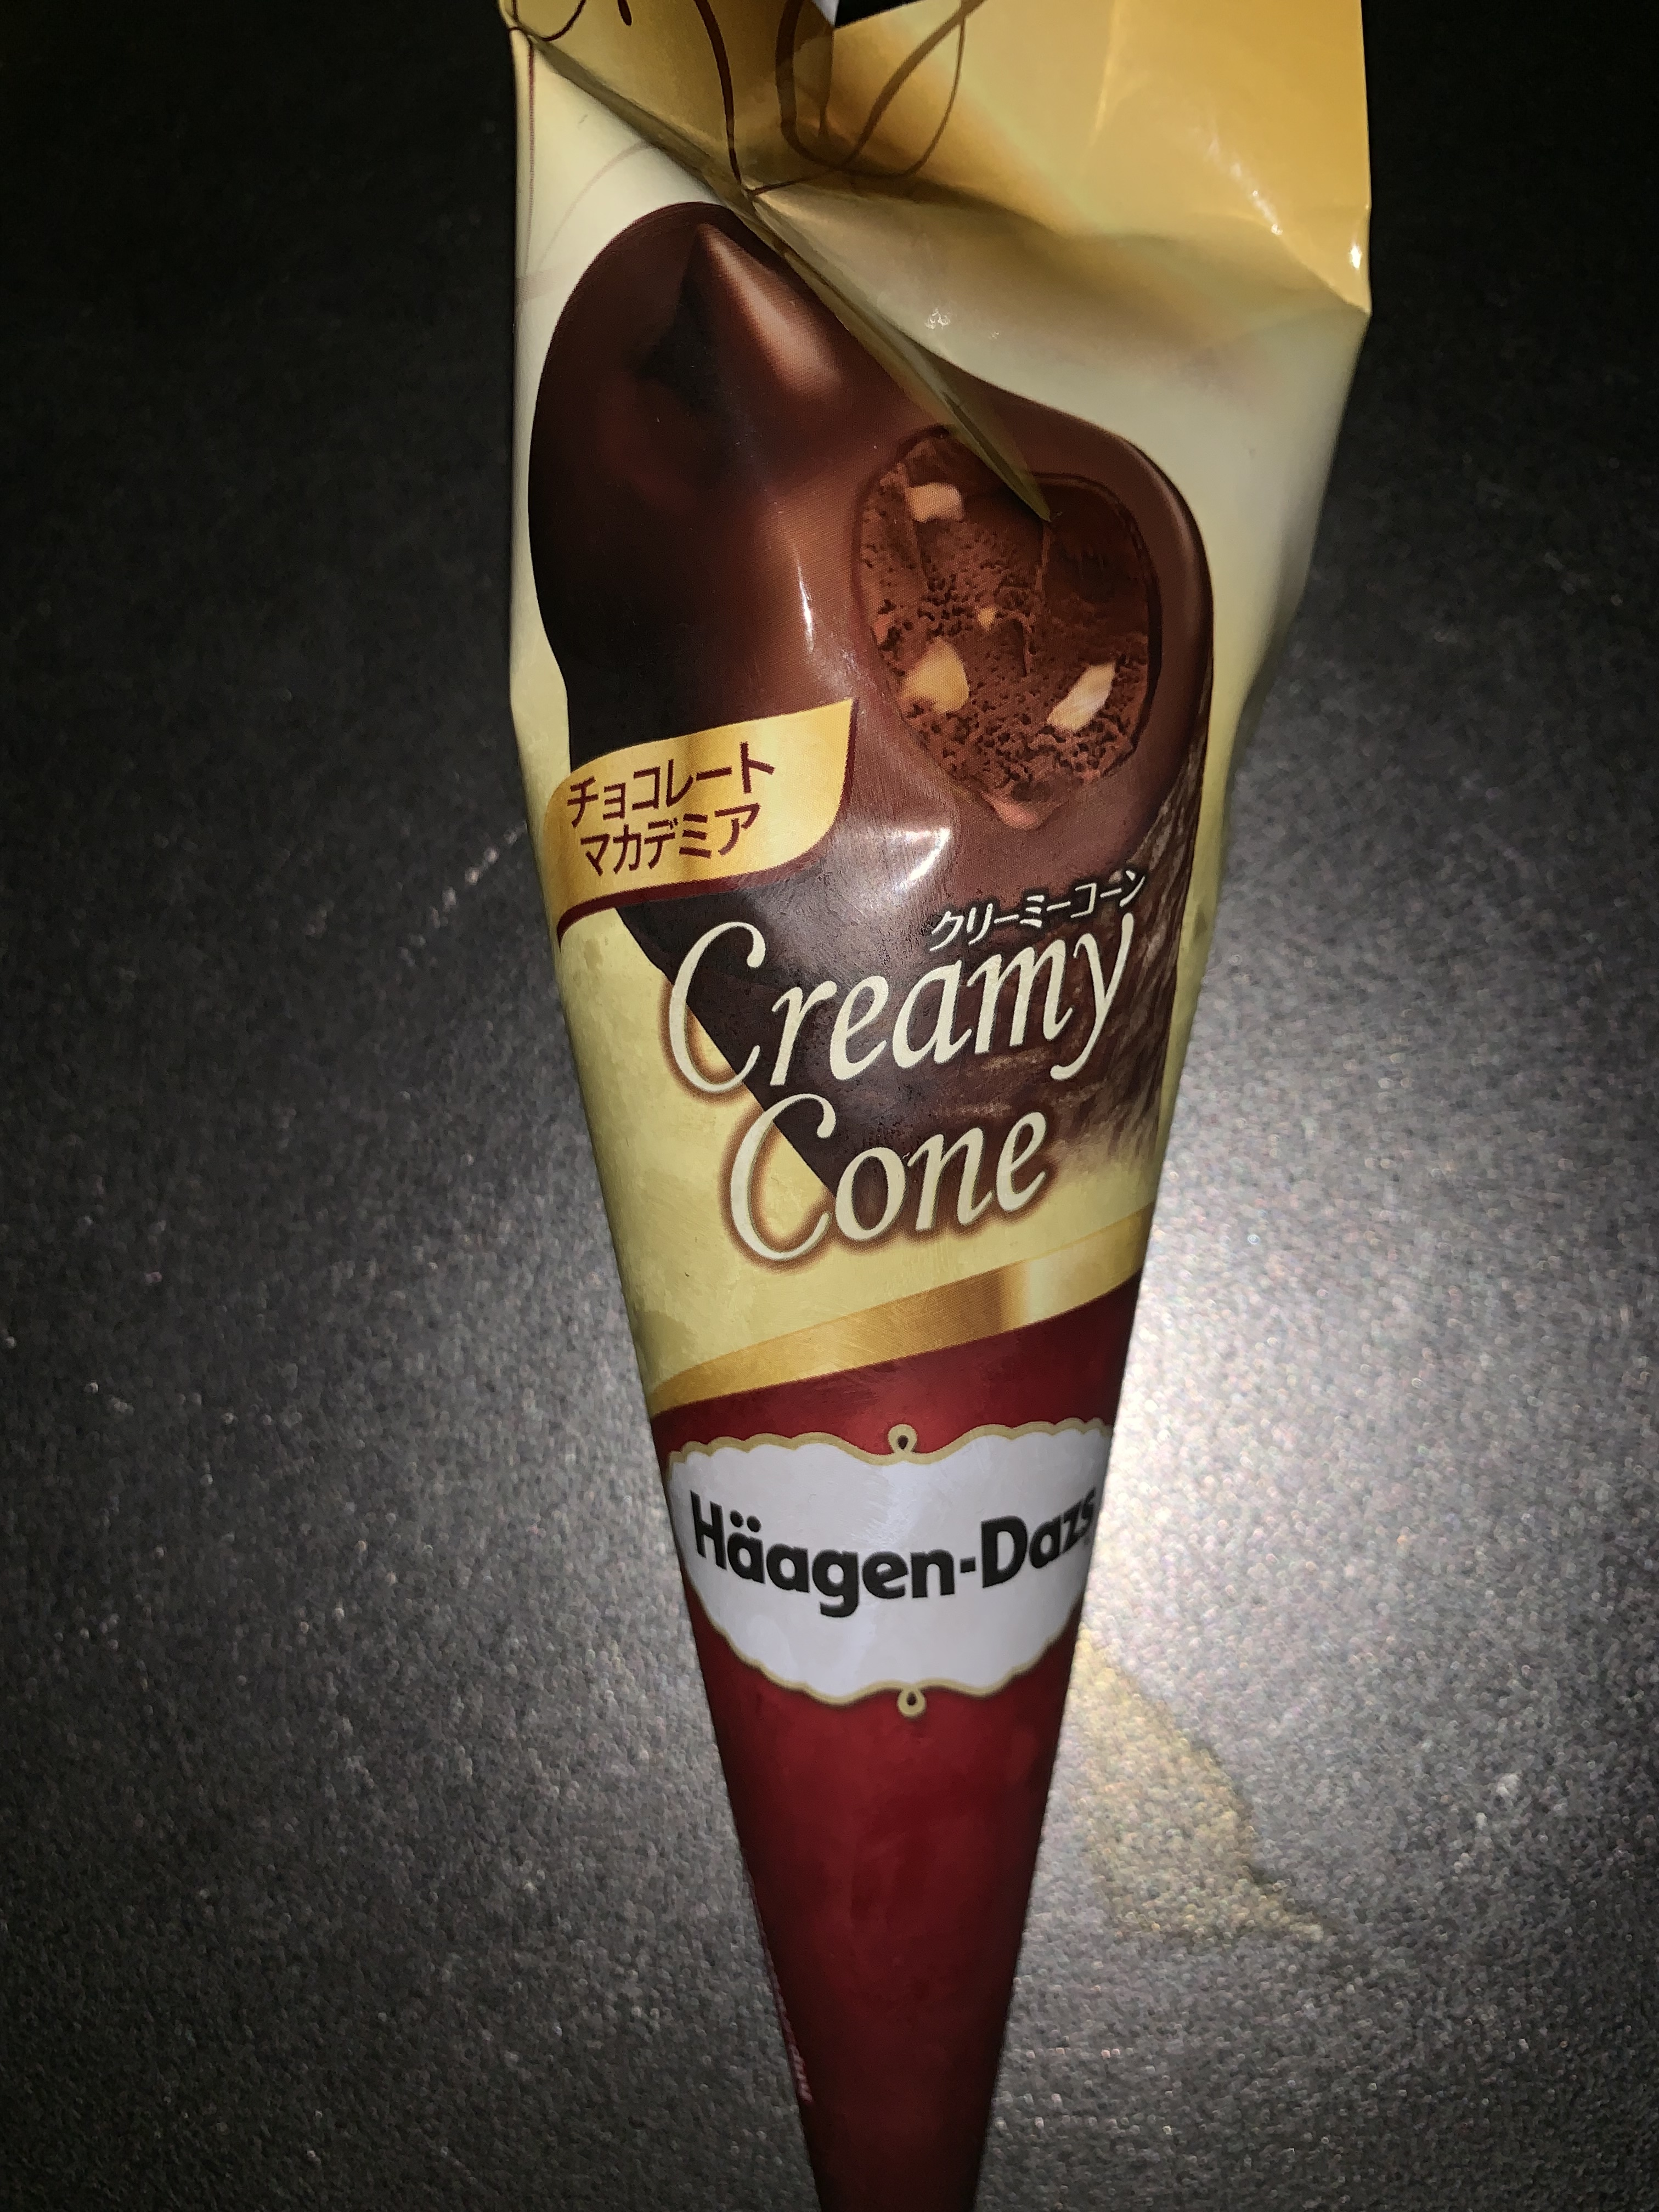 チョコレート
マカデミア
クリーミーコーン
Creamy
Cone
Häagen-Dazs